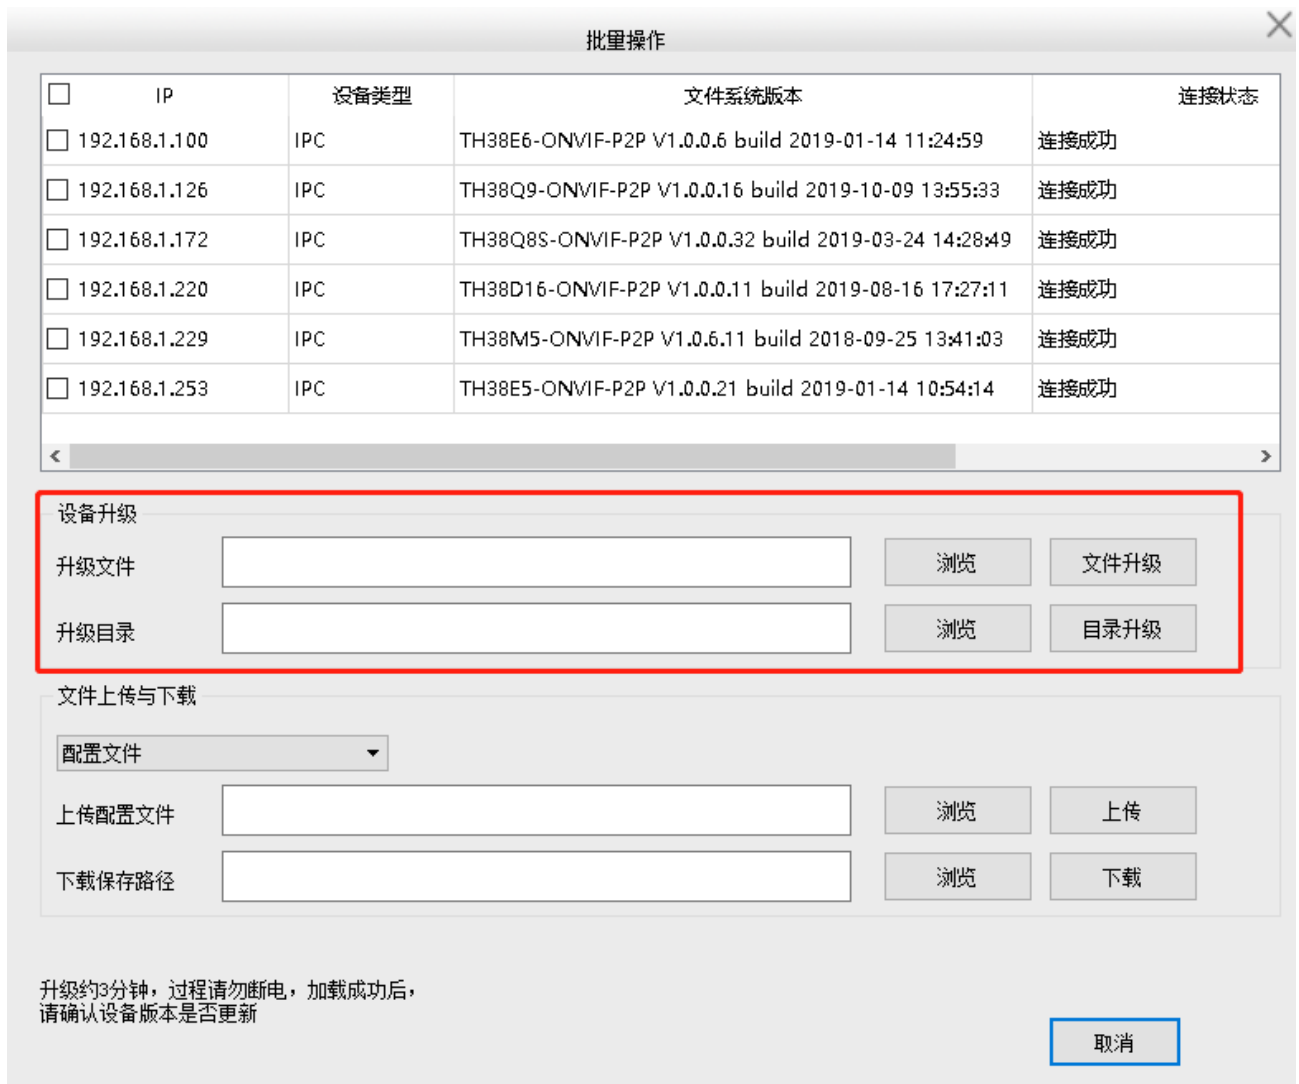 批量操作
IP 设备类型 文件系统版本 连接状态
192.168.1.100 IPC TH38E6-ONVIF-P2P V1.0.0.6 build 2019-01-14 11:24:59 连接成功
192.168.1.126 IPC TH38Q9-ONVIF-P2P V1.0.0.16 build 2019-10-09 13:55:33 连接成功
192.168.1.172 IPC TH38Q8S-ONVIF-P2P V1.0.0.32 build 2019-03-24 14:28:49 连接成功
192.168.1.220 IPC TH38D16-ONVIF-P2P V1.0.0.11 build 2019-08-16 17:27:11 连接成功
192.168.1.229 IPC TH38M5-ONVIF-P2P V1.0.6.11 build 2018-09-25 13:41:03 连接成功
192.168.1.253 IPC TH38E5-ONVIF-P2P V1.0.0.21 build 2019-01-14 10:54:14 连接成功
设备升级
升级文件 浏览 文件升级
升级目录 浏览 目录升级
文件上传与下载
配置文件
上传配置文件 浏览 上传
下载保存路径 浏览 下载
升级约3分钟，过程请勿断电，加载成功后，
请确认设备版本是否更新
取消